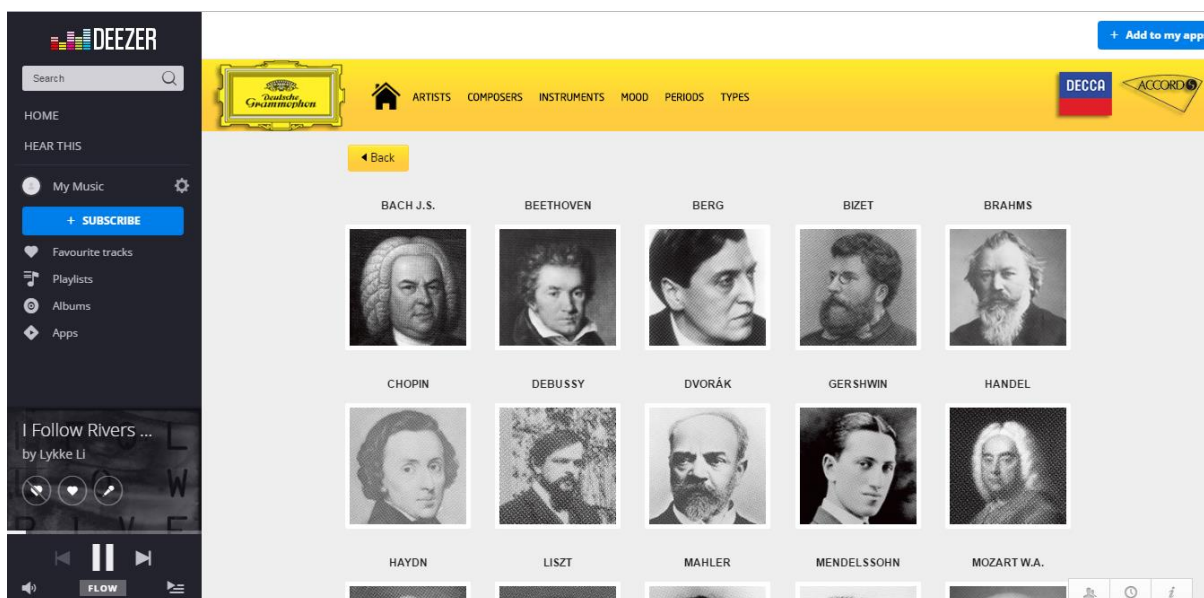 DEEZER
Search
HOME
HEAR THIS
My Music
+ SUBSCRIBE
Favourite tracks
Playlists
Albums
Apps
I Follow Rivers ...
by Lykke Li
FLOW
+ Add to my app
Deutsche
Grammophon
ARTISTS COMPOSERS INSTRUMENTS MOOD PERIODS TYPES
DECCA
ACCORD
Back
BACH J.S. BEETHOVEN BERG BIZET BRAHMS
CHOPIN DEBUSSY DVORÁK GERSHWIN HANDEL
HAYDN LISZT MAHLER MENDELSSOHN MOZART W.A.